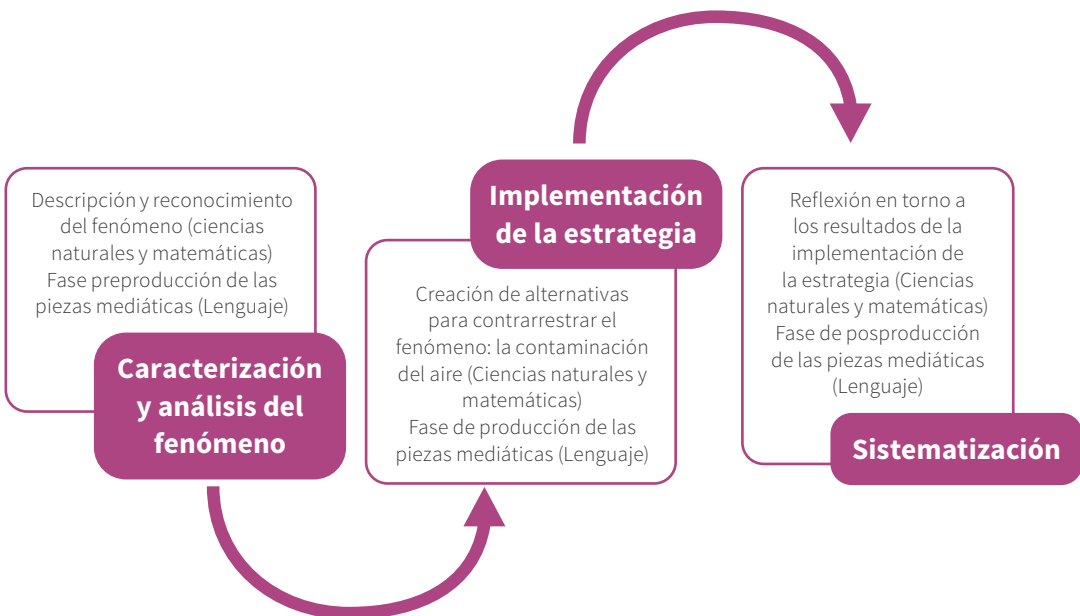 Descripción y reconocimiento
del fenómeno (ciencias
naturales y matemáticas)
Fase preproducción de las
piezas mediáticas (Lenguaje)
Caracterización
y análisis del
fenómeno
Implementación
de la estrategia
Creación de alternativas
para contrarrestar el
fenómeno: la contaminación
del aire (Ciencias naturales y
matemáticas)
Fase de producción de las
piezas mediáticas (Lenguaje)
Reflexión en torno a
los resultados de la
implementación de
la estrategia (Ciencias
naturales y matemáticas)
Fase de posproducción
de las piezas mediáticas
(Lenguaje)
Sistematización